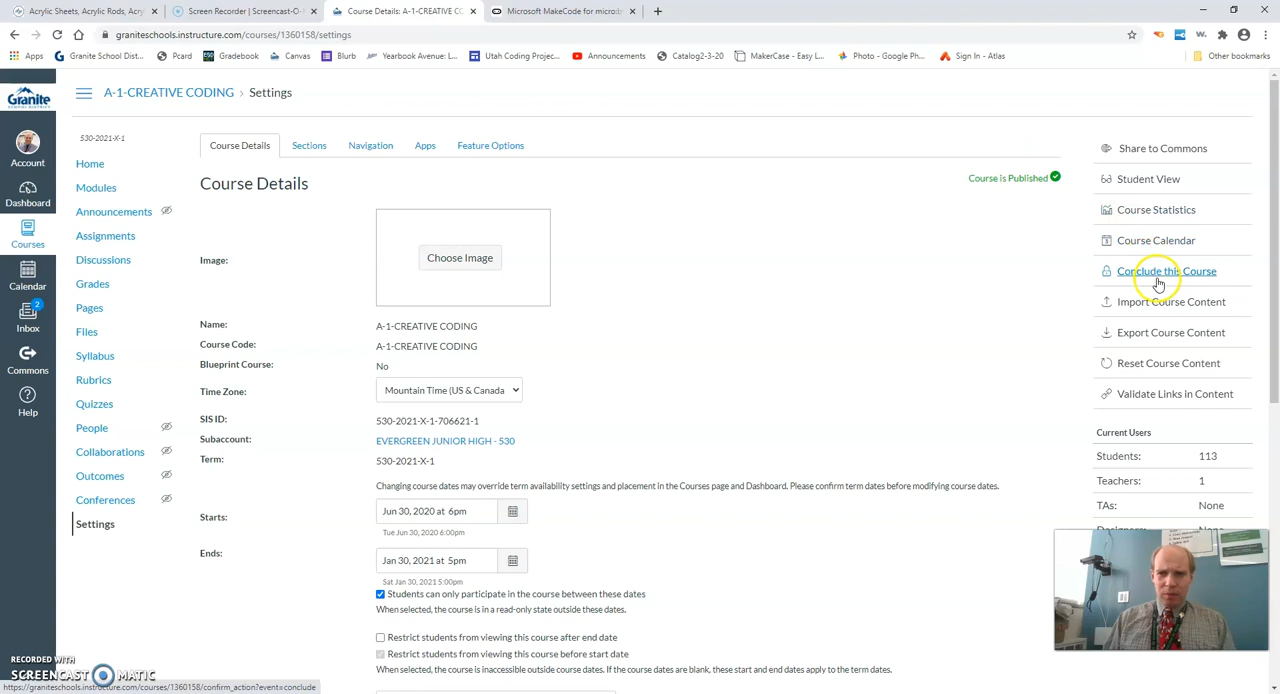 Acrylic Sheets, Acrylic Rods, Acry
Screen Recorder | Screencast-O-
Course Details: A-1-CREATIVE CO
Microsoft MakeCode for micro:b
graniteschools.instructure.com/courses/1360158/settings
Apps
Granite School Dist...
Pcard
Gradebook
Canvas
Blurb
Yearbook Avenue: L...
Utah Coding Projec...
Announcements
Catalog2-3-20
MakerCase - Easy L...
Photo - Google Ph...
Sign In - Atlas
Other bookmarks
Granite
Account
Dashboard
Courses
Calendar
2
Inbox
Commons
Help
A-1-CREATIVE CODING › Settings
530-2021-X-1
Home
Modules
Announcements
Assignments
Discussions
Grades
Pages
Files
Syllabus
Rubrics
Quizzes
People
Collaborations
Outcomes
Conferences
Settings
Course Details
Sections
Navigation
Apps
Feature Options
Course Details
Course is Published
Image:
Choose Image
Name:
A-1-CREATIVE CODING
Course Code:
A-1-CREATIVE CODING
Blueprint Course:
No
Time Zone:
Mountain Time (US & Canada
SIS ID:
530-2021-X-1-706621-1
Subaccount:
EVERGREEN JUNIOR HIGH - 530
Term:
530-2021-X-1
Changing course dates may override term availability settings and placement in the Courses page and Dashboard. Please confirm term dates before modifying course dates.
Starts:
Jun 30, 2020 at 6pm
Tue Jun 30, 2020 6:00pm
Ends:
Jan 30, 2021 at 5pm
Sat Jan 30, 2021 5:00pm
Students can only participate in the course between these dates
When selected, the course is in a read-only state outside these dates.
Restrict students from viewing this course after end date
Restrict students from viewing this course before start date
When selected, the course is inaccessible outside course dates. If the course dates are blank, these start and end dates apply to the term dates.
Share to Commons
Student View
Course Statistics
Course Calendar
Conclude this Course
Import Course Content
Export Course Content
Reset Course Content
Validate Links in Content
Current Users
Students: 113
Teachers: 1
TAs: None
RECORDED WITH
SCREENCAST O MATIC
https://graniteschools.instructure.com/courses/1360158/confirm_action?event=conclude